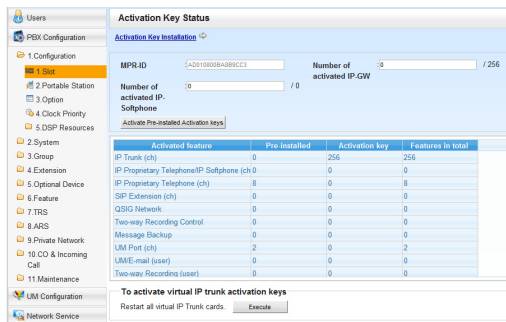 Users
PBX Configuration
1.Configuration
1.Slot
2.Portable Station
3.Option
4.Clock Priority
5.DSP Resources
2.System
3.Group
4.Extension
5.Optional Device
6.Feature
7.TRS
8.ARS
9.Private Network
10.CO & Incoming
Call
11.Maintenance
UM Configuration
Network Service
Activation Key Status
Activation Key Installation
MPR-ID :AD010800BA8B9CC3 Number of activated IP-GW :0 / 256
Number of activated IP-Softphone :0 / 0
Activate Pre-installed Activation keys
Activated feature Pre-installed Activation key Features in total
IP Trunk (ch) 0 256 256
IP Proprietary Telephone/IP Softphone (ch 0 0 0
IP Proprietary Telephone (ch) 8 0 8
SIP Extension (ch) 0 0 0
QSIG Network 0 0 0
Two-way Recording Control 0 0 0
Message Backup 0 0 0
UM Port (ch) 2 0 2
UM/E-mail (user) 0 0 0
Two-way Recording (user) 0 0 0
To activate virtual IP trunk activation keys
Restart all virtual IP Trunk cards. Execute